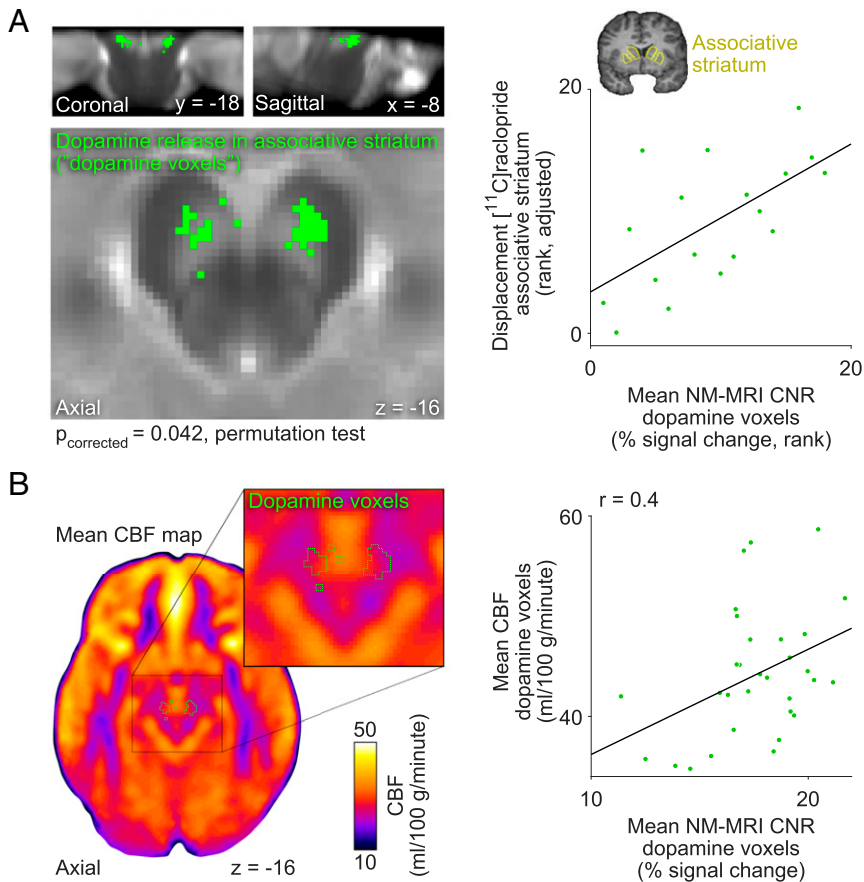 A
Coronal
y = -18
Sagittal
x = -8
Dopamine release in associative striatum
("dopamine voxels")
Axial
z = -16
p corrected = 0.042, permutation test
Associative
striatum
20
0
Displacement [11C]raclopride
associative striatum
(rank, adjusted)
0
20
Mean NM-MRI CNR
dopamine voxels
(% signal change, rank)
B
Mean CBF map
Dopamine voxels
50
10
CBF
(ml/100 g/minute)
Axial
z = -16
r = 0.4
60
40
Mean CBF
dopamine voxels
(ml/100 g/minute)
10
20
Mean NM-MRI CNR
dopamine voxels
(% signal change)